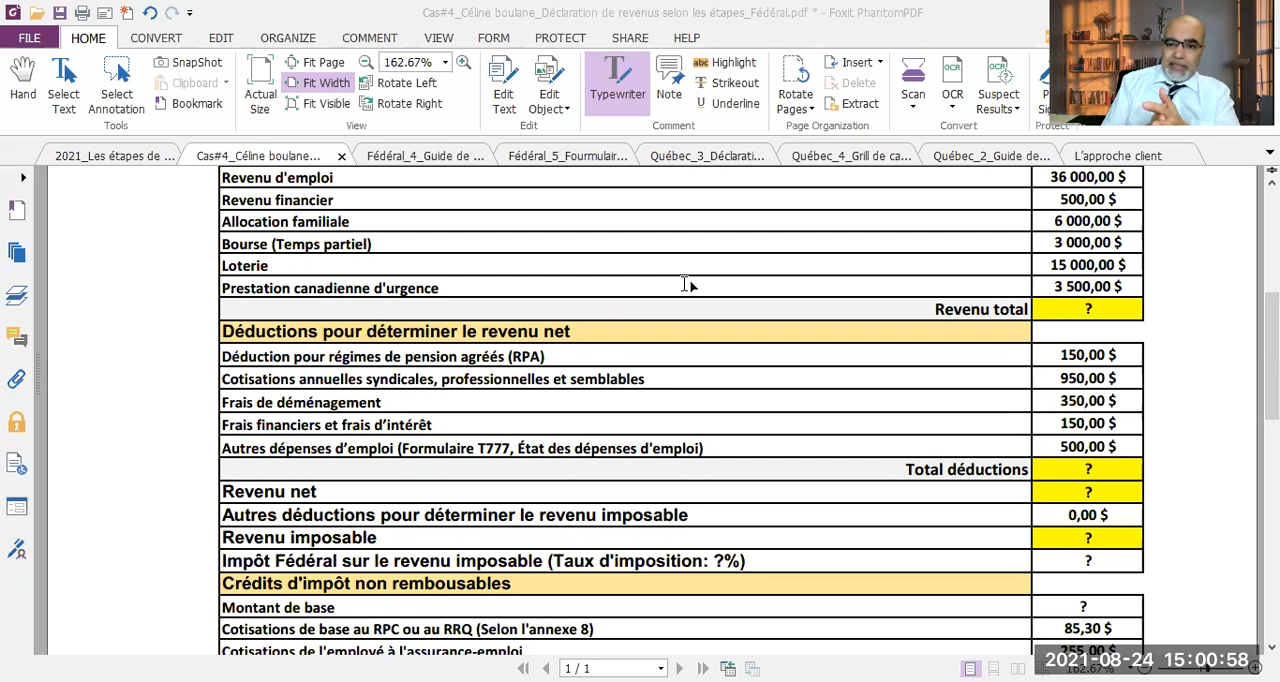 Cas#4_Céline boulane_Déclaration de revenus selon les étapes_Fédéral.pdf * - Foxit PhantomPDF
FILE HOME CONVERT EDIT ORGANIZE COMMENT VIEW FORM PROTECT SHARE HELP
SnapShot Fit Page 162.67% Rotate Left Highlight Insert
Clipboard Fit Width Strikeout Delete
Bookmark Fit Visible Rotate Right Underline Extract
Hand Select Text Select Annotation Actual Size Edit Text Edit Object Typewriter Note Rotate Pages Scan OCR Suspect Results
Tools View Edit Comment Page Organization Convert
2021_Les étapes de ... Cas#4_Céline boulane... Fédéral_4_Guide de ... Fédéral_5_Fourmulair... Québec_3_Déclarati... Québec_4_Grill de ca... Québec_2_Guide de... L'approche client
Revenu d'emploi 36 000,00 $
Revenu financier 500,00 $
Allocation familiale 6 000,00 $
Bourse (Temps partiel) 3 000,00 $
Loterie 15 000,00 $
Prestation canadienne d'urgence 3 500,00 $
Revenu total ?
Déductions pour déterminer le revenu net
Déduction pour régimes de pension agréés (RPA) 150,00 $
Cotisations annuelles syndicales, professionnelles et semblables 950,00 $
Frais de déménagement 350,00 $
Frais financiers et frais d’intérêt 150,00 $
Autres dépenses d’emploi (Formulaire T777, État des dépenses d'emploi) 500,00 $
Total déductions ?
Revenu net ?
Autres déductions pour déterminer le revenu imposable 0,00 $
Revenu imposable ?
Impôt Fédéral sur le revenu imposable (Taux d'imposition: ?%) ?
Crédits d'impôt non remboursables
Montant de base ?
Cotisations de base au RPC ou au RRQ (Selon l'annexe 8) 85,30 $
Cotisations de l'employé à l'assurance-emploi 255,00 $
1 / 1
2021-08-24 15:00:58